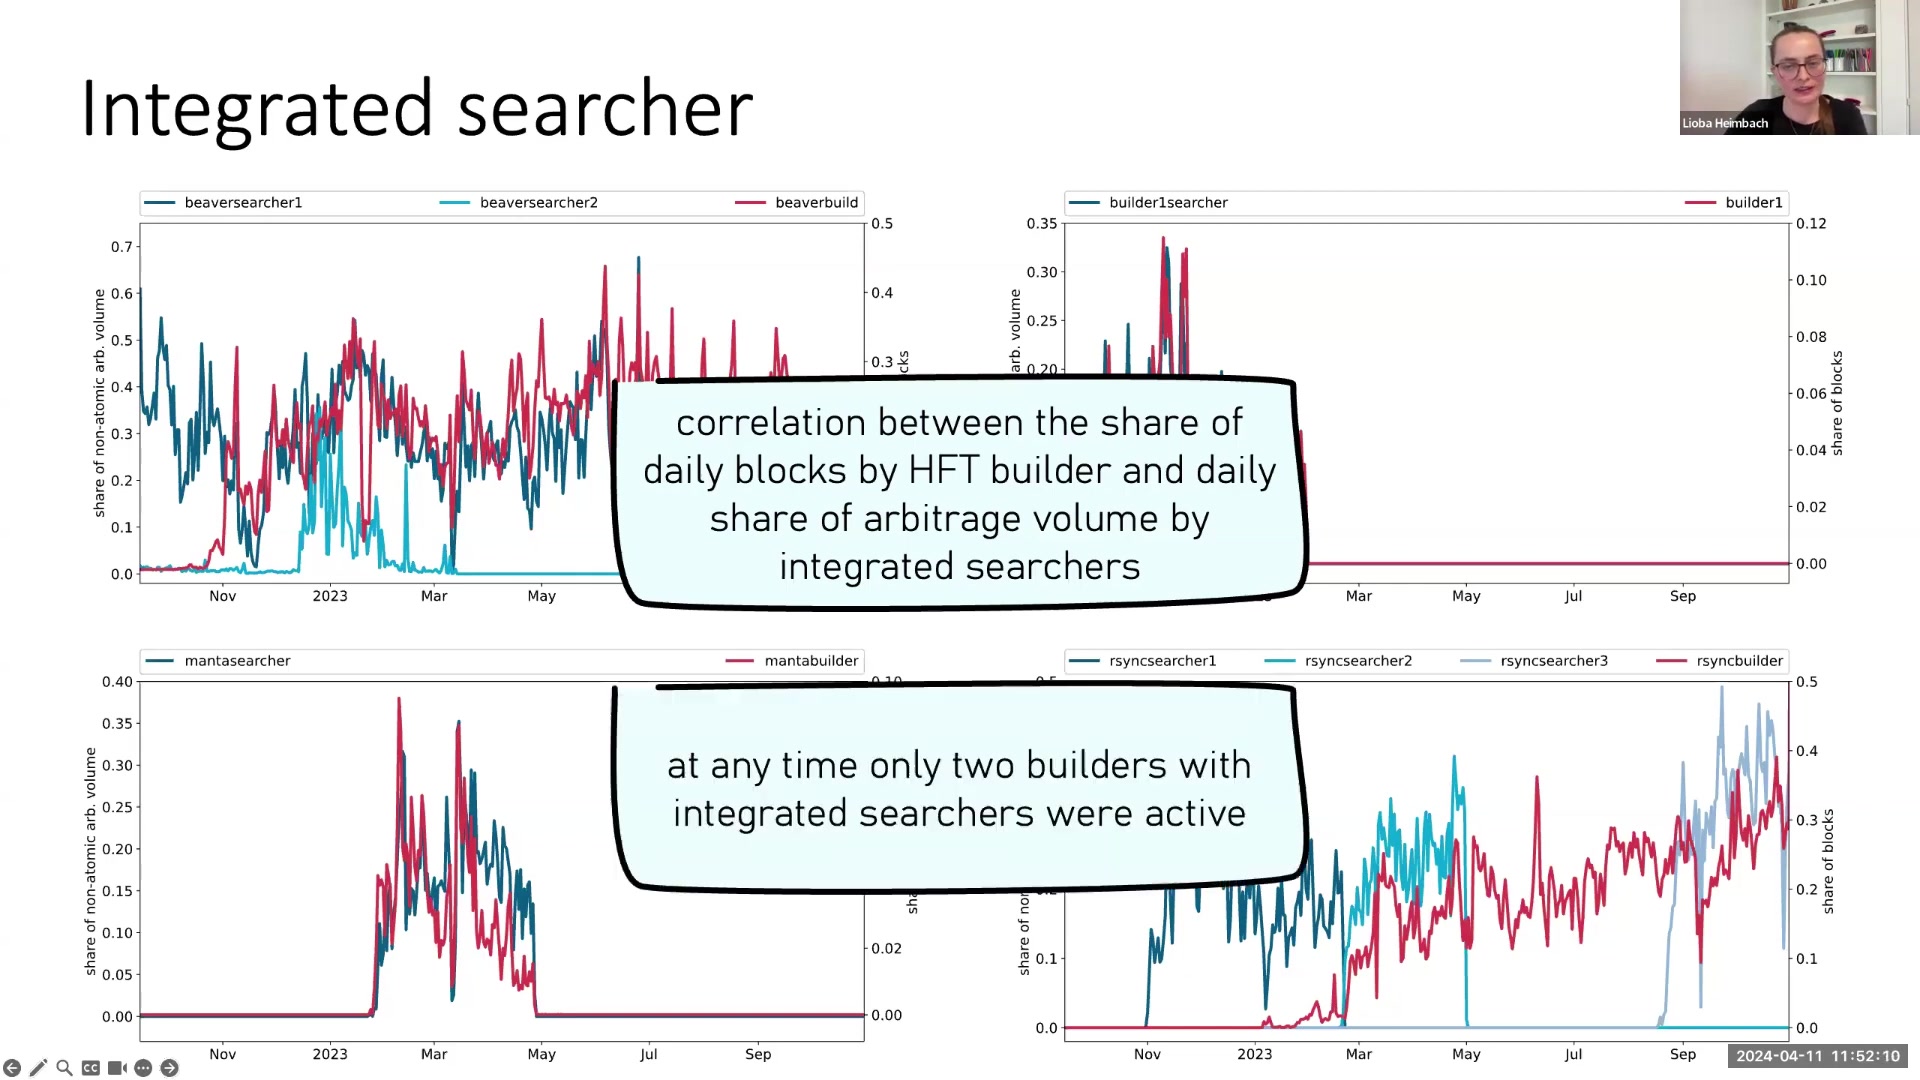 Integrated searcher
Lioba Heimbach
beaversearcher1 beaversearcher2 beaverbuild
share of non-atomic arb. volume
0.7
0.6
0.5
0.4
0.3
0.2
0.1
0.0
0.5
0.4
0.3
cks
Nov 2023 Mar May
builder1searcher builder1
arb. volume
0.35
0.30
0.25
0.20
0.12
0.10
0.08
0.06
0.04
0.02
0.00
share of blocks
Mar May Jul Sep
correlation between the share of
daily blocks by HFT builder and daily
share of arbitrage volume by
integrated searchers
mantasearcher mantabuilder
share of non-atomic arb. volume
0.40
0.35
0.30
0.25
0.20
0.15
0.10
0.05
0.00
0.10
0.02
0.00
sha
Nov 2023 Mar May Jul Sep
rsyncsearcher1 rsyncsearcher2 rsyncsearcher3 rsyncbuilder
share of nor
0.1
0.0
0.5
0.4
0.3
0.2
0.1
0.0
share of blocks
Nov 2023 Mar May Jul Sep
at any time only two builders with
integrated searchers were active
CC
2024-04-11 11:52:10